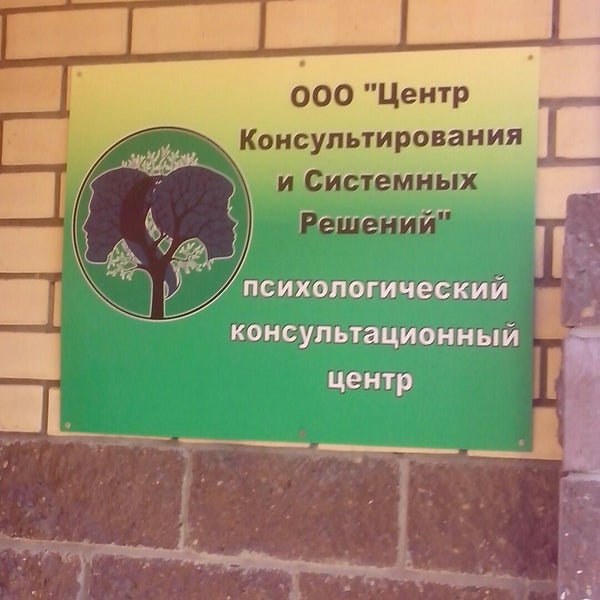 ООО "Центр
Консультирования
и Системных
Решений"
психологический
консультационный
центр